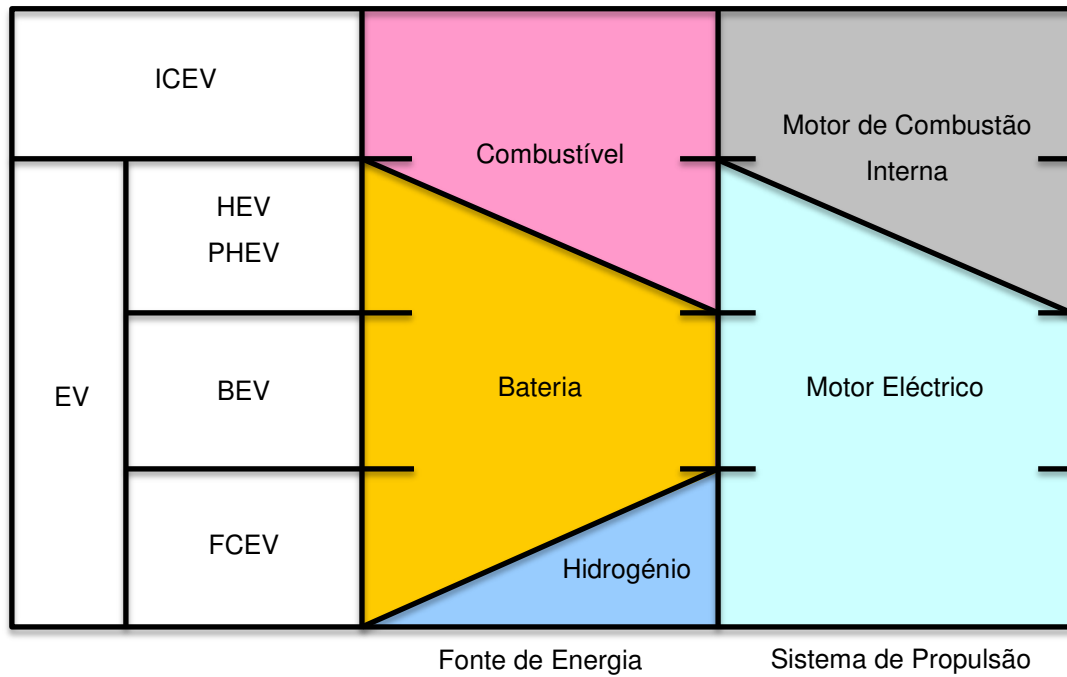 ICEV
Combustível
Motor de Combustão
Interna
HEV
PHEV
EV
BEV
Bateria
Motor Eléctrico
FCEV
Hidrogénio
Fonte de Energia
Sistema de Propulsão